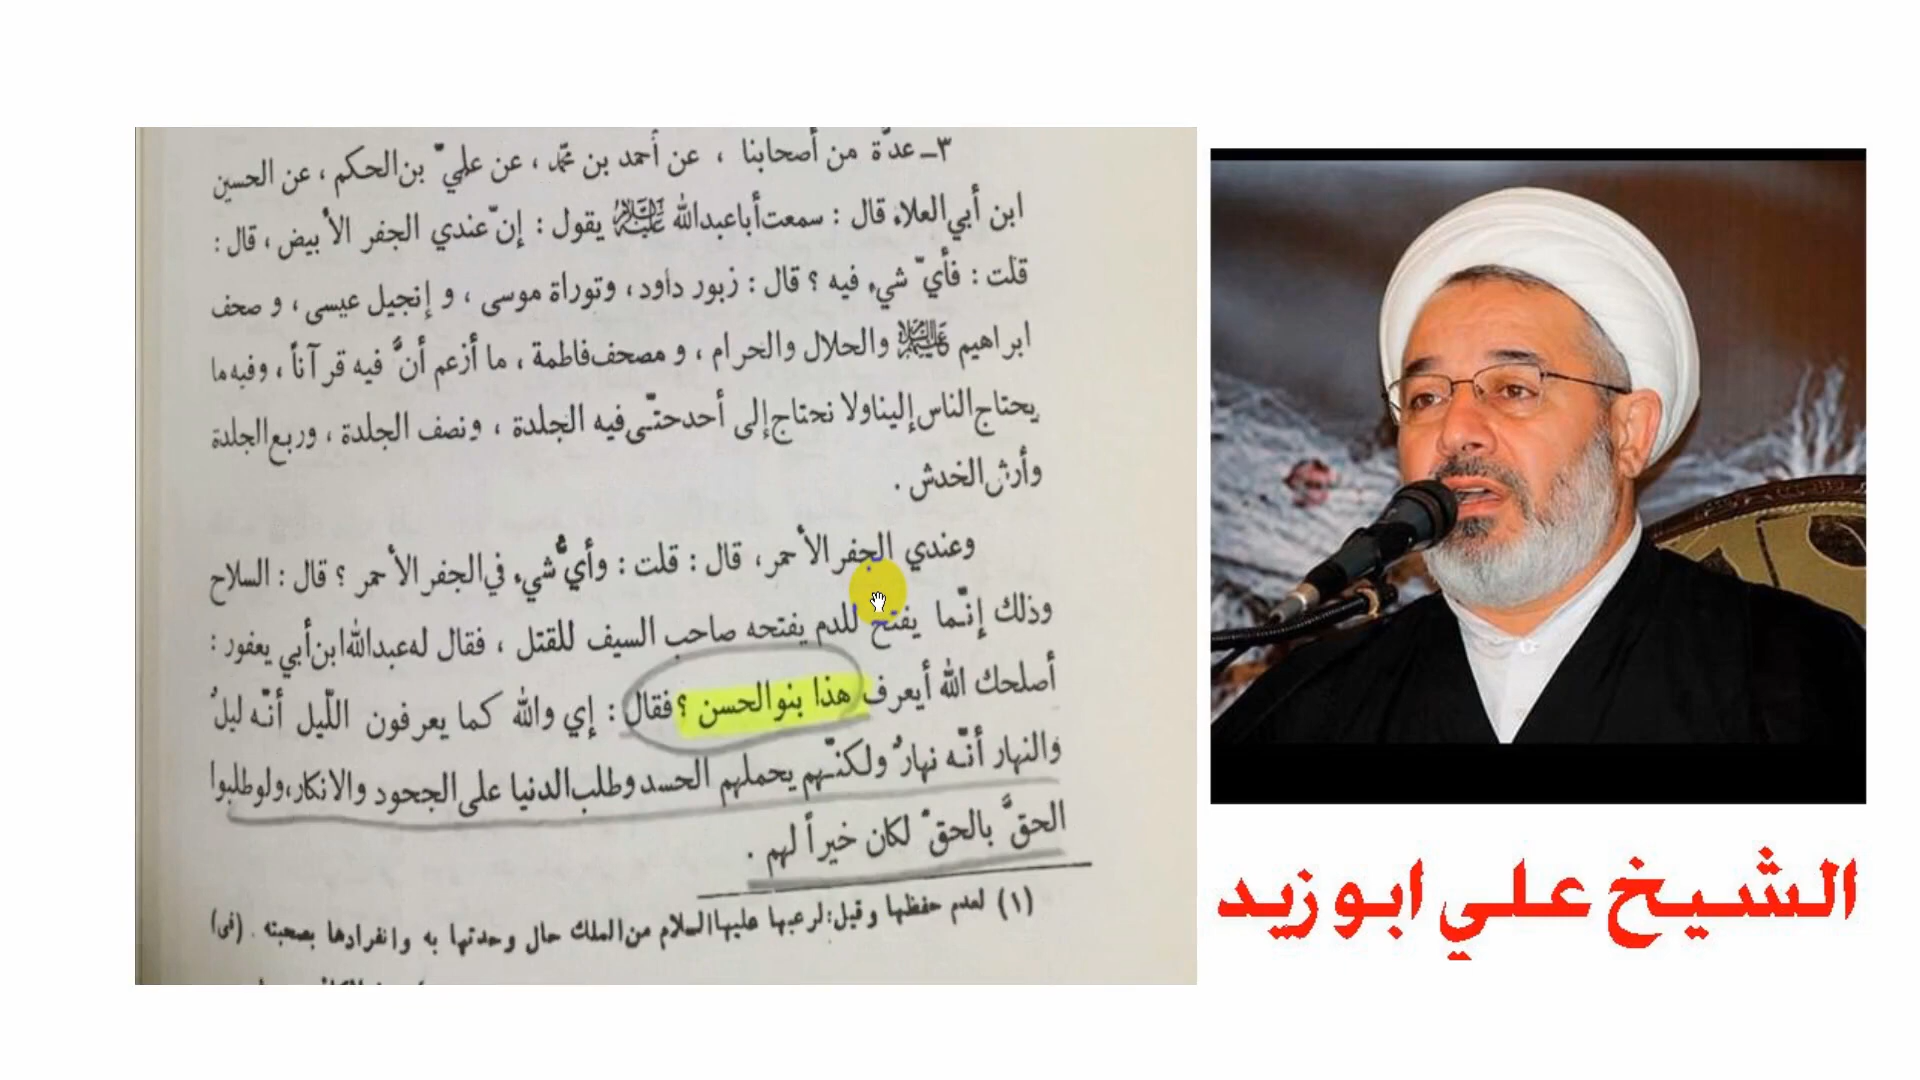 ٣ـ عدَّة من أصحابنا ، عن أحمد بن محمّد ، عن عليّ بن الحكم ، عن الحسين
ابن أبي العلاء قال : سمعت أبا عبدالله عليه السلام يقول : إنّ عندي الجفر الأبيض ، قال :
قلت : فأيّ شيء فيه ؟ قال : زبور داود ، وتوراة موسى ، و إنجيل عيسى ، و صحف
ابراهيم عليهم السلام والحلال والحرام ، و مصحف فاطمة ، ما أزعم أنَّ فيه قرآناً ، وفيه ما
يحتاج الناس إلينا ولا نحتاج إلى أحد حتّى فيه الجلدة ، ونصف الجلدة ، وربع الجلدة
وأرش الخدش .
وعندي الجفر الأحمر ، قال : قلت : وأيُّ شيء في الجفر الأحمر ؟ قال : السلاح
وذلك إنّما يفتح للدم يفتحه صاحب السيف للقتل ، فقال له عبدالله ابن أبي يعفور :
أصلحك الله أيعرف هذا بنو الحسن ؟ فقال : إي والله كما يعرفون اللّيل أنّه ليلٌ
والنهار أنّه نهارٌ ولكنّهم يحملهم الحسد وطلب الدنيا على الجحود والانكار، ولو طلبوا
الحقَّ بالحقّ لكان خيراً لهم .
(١) لعدم حفظها وقيل: لرعبها عليها السلام من الملك حال وحدتها به وانفرادها بصحبته . (فى)
الشيخ علي ابوزيد